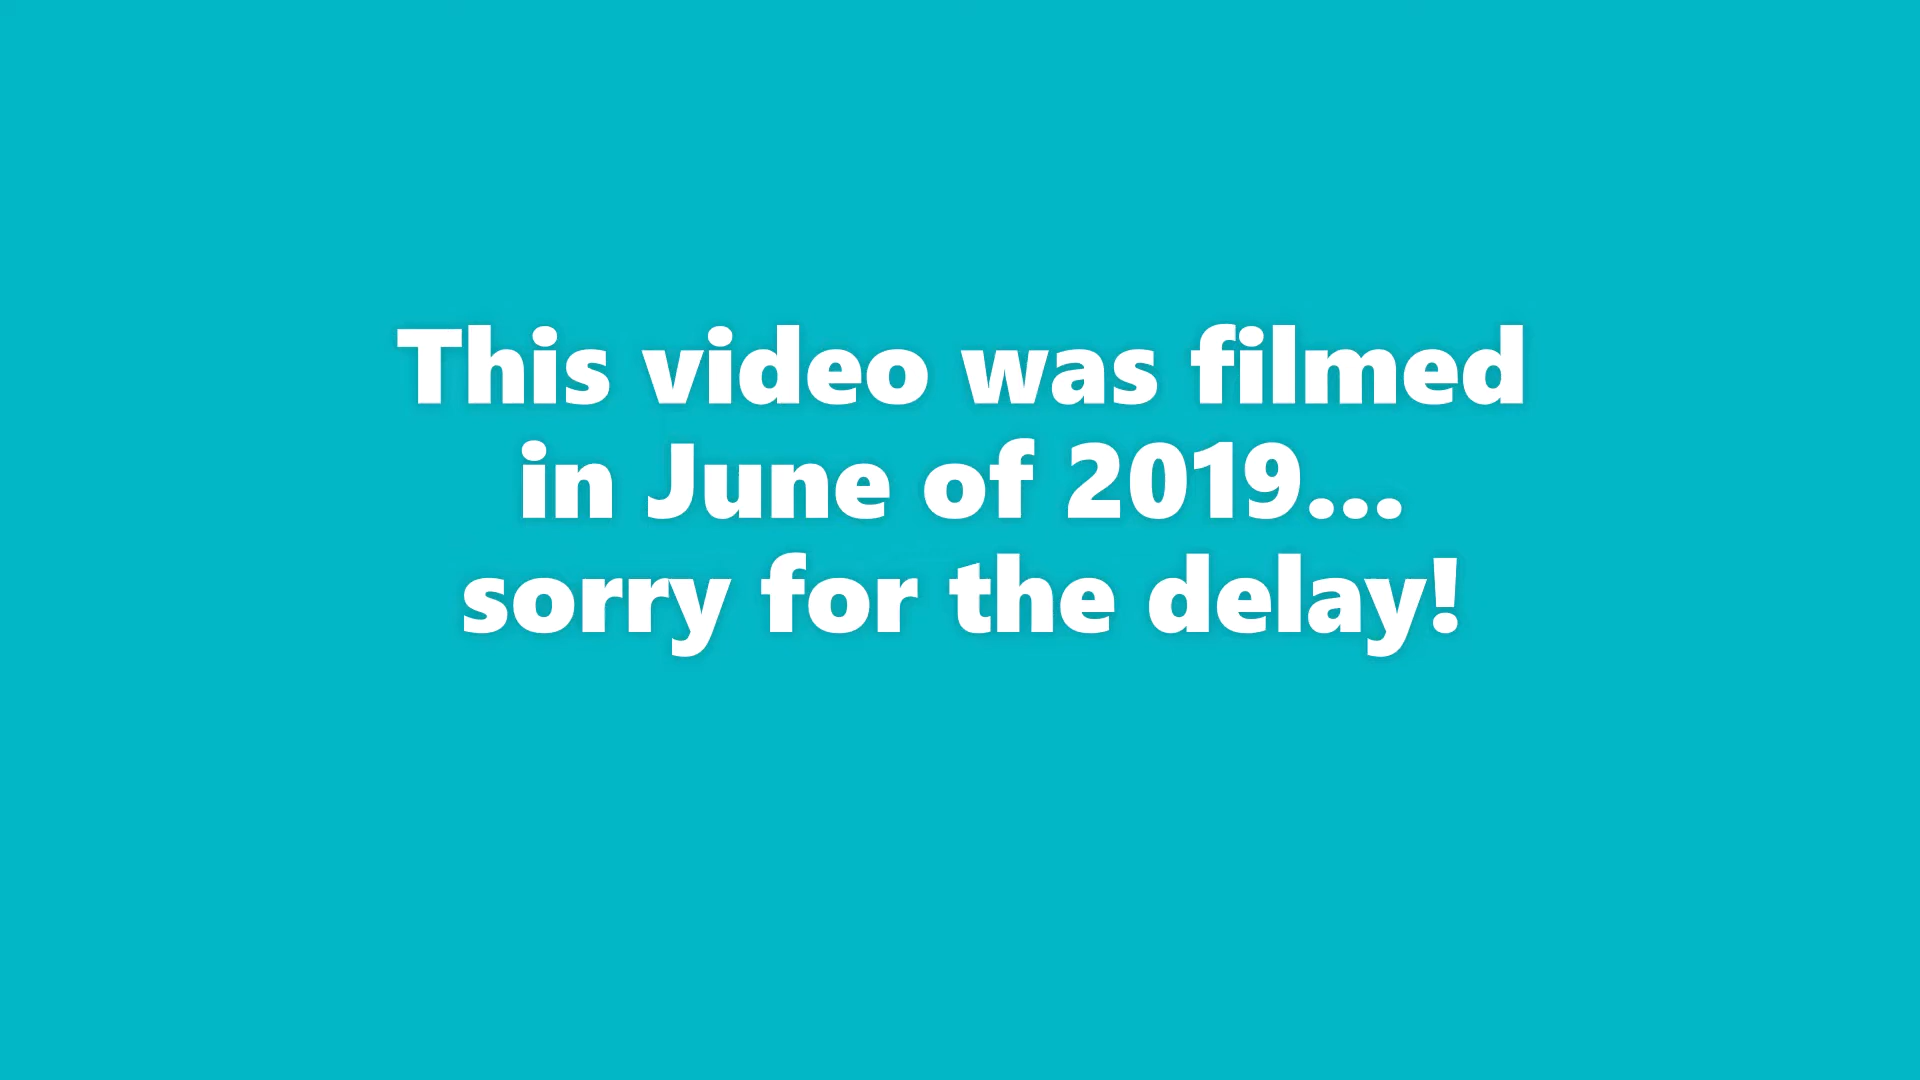 This video was filmed
in June of 2019...
sorry for the delay!